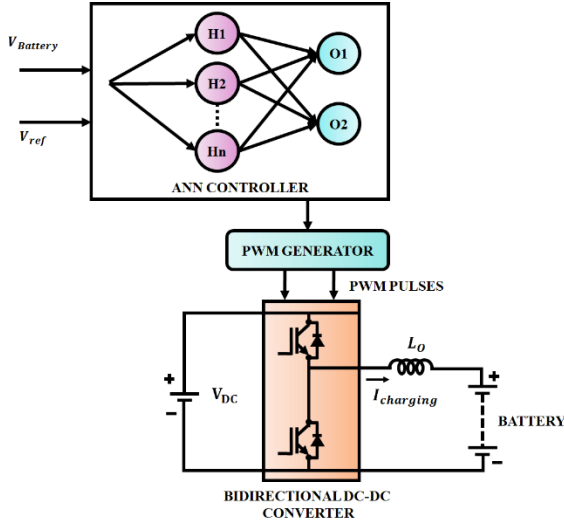 V_Battery
V_ref
H1
H2
Hn
O1
O2
ANN CONTROLLER
PWM GENERATOR
PWM PULSES
+
V_DC
-
L_O
I_charging
+
BATTERY
-
BIDIRECTIONAL DC-DC
CONVERTER